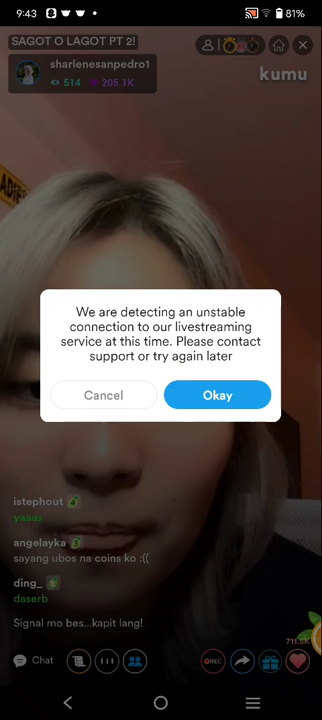 9:43
81%
SAGOT O LAGOT PT 2!
sharlenesanpedro1
514
205.1K
kumu
We are detecting an unstable
connection to our livestreaming
service at this time. Please contact
support or try again later
Cancel
Okay
istephout 4
yaaas
angelayka 3
sayang ubos na coins ko :((
ding_
daserb
Signal mo bes...kapit lang!
Chat
REC